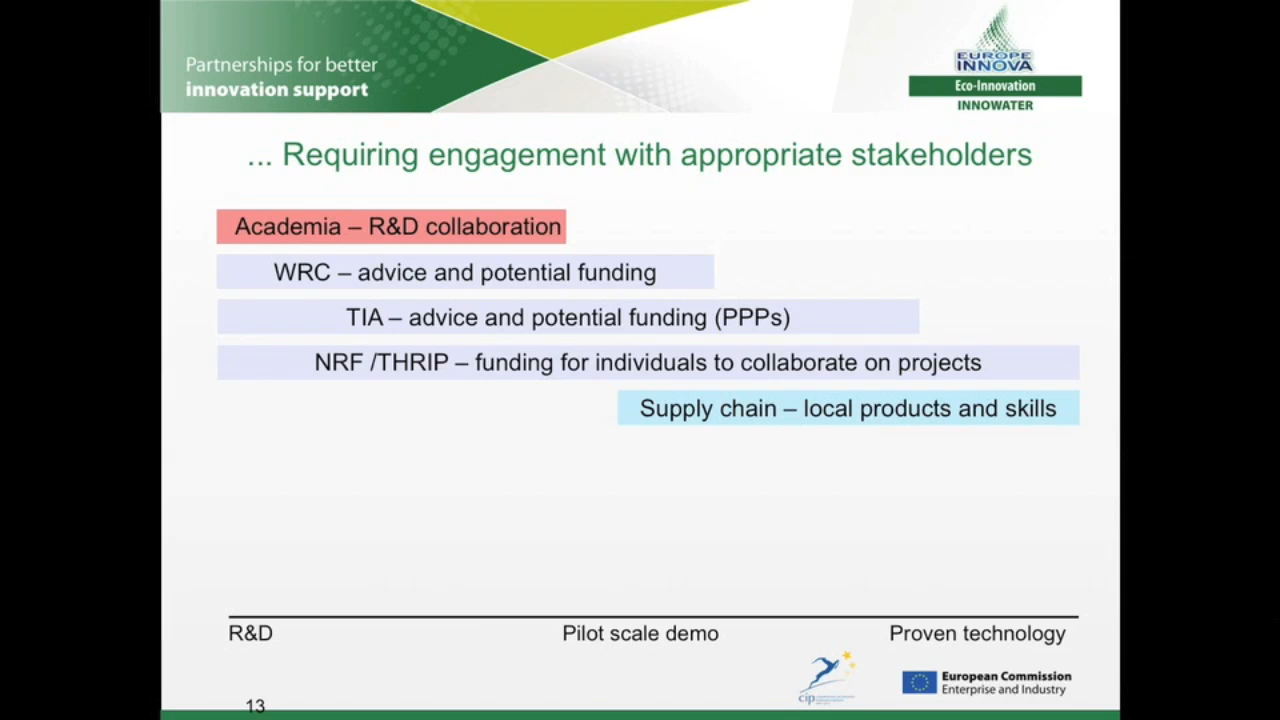 Partnerships for better
innovation support
EUROPE
INNOVA
Eco-Innovation
INNOWATER
... Requiring engagement with appropriate stakeholders
Academia – R&D collaboration
WRC – advice and potential funding
TIA – advice and potential funding (PPPs)
NRF /THRIP – funding for individuals to collaborate on projects
Supply chain – local products and skills
R&D
Pilot scale demo
Proven technology
cip
European Commission
Enterprise and Industry
13